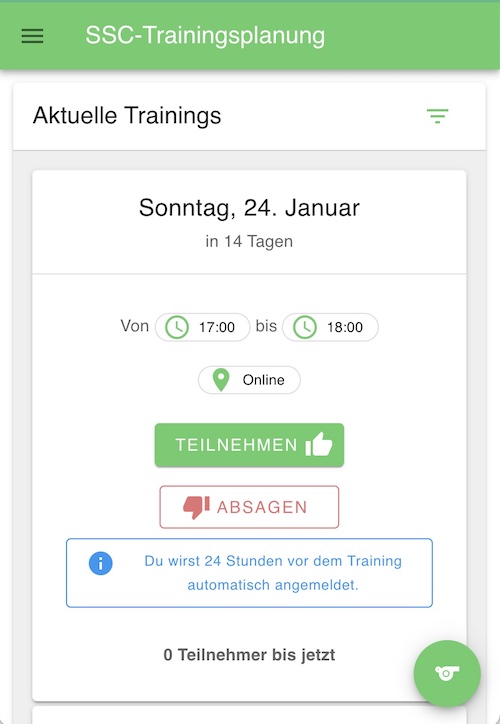 SSC-Trainingsplanung
Aktuelle Trainings
Sonntag, 24. Januar
in 14 Tagen
Von 17:00 bis 18:00
Online
TEILNEHMEN
ABSAGEN
Du wirst 24 Stunden vor dem Training
automatisch angemeldet.
0 Teilnehmer bis jetzt